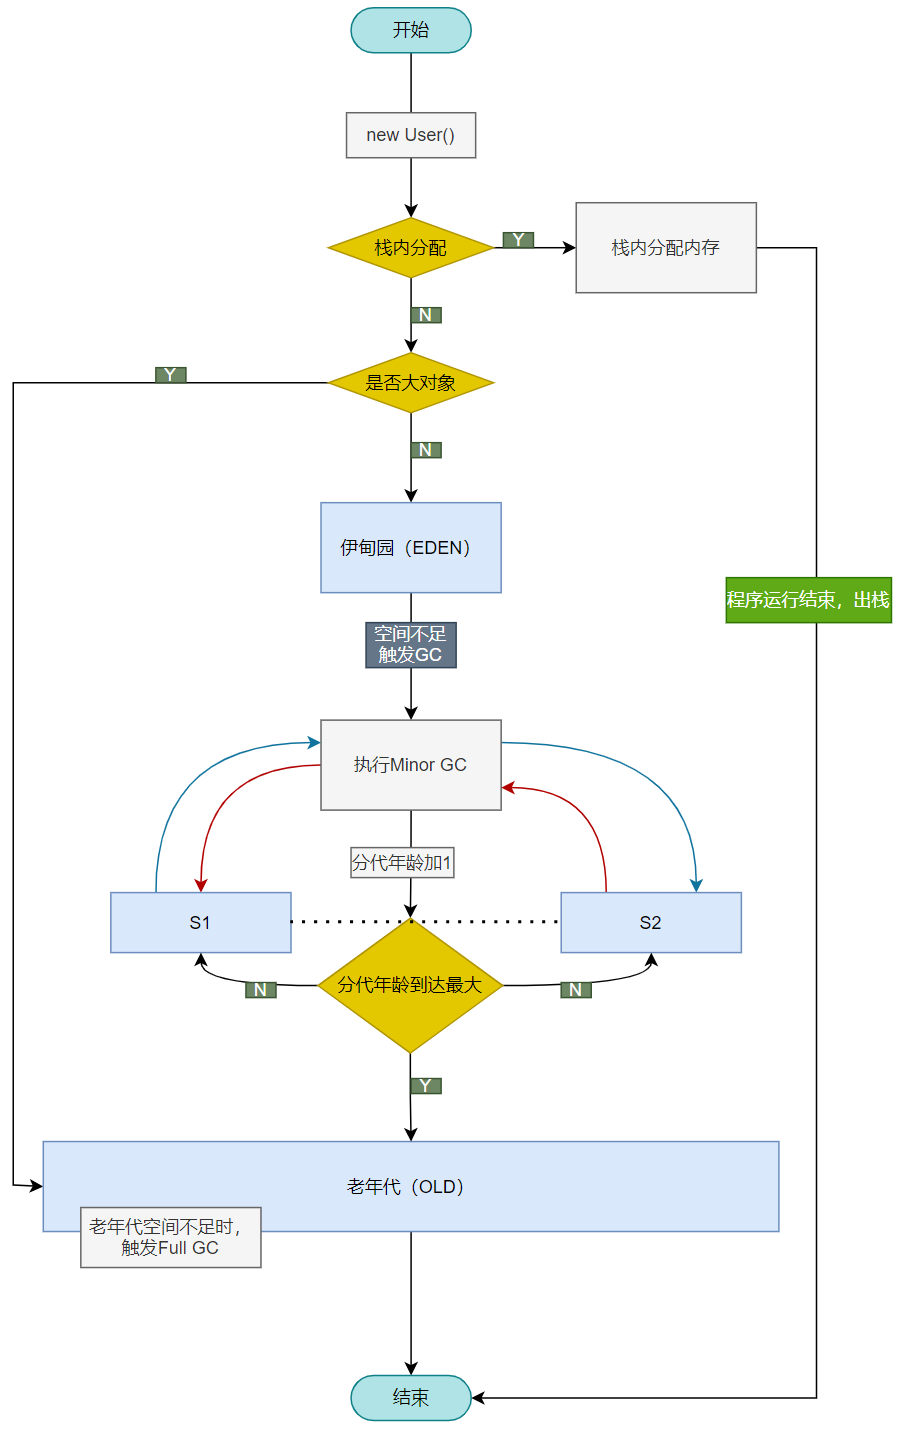 开始
new User()
栈内分配
Y
栈内分配内存
N
Y
是否大对象
N
伊甸园（EDEN）
程序运行结束，出栈
空间不足
触发GC
执行Minor GC
分代年龄加1
S1
S2
分代年龄到达最大
N
N
Y
老年代（OLD）
老年代空间不足时，
触发Full GC
结束